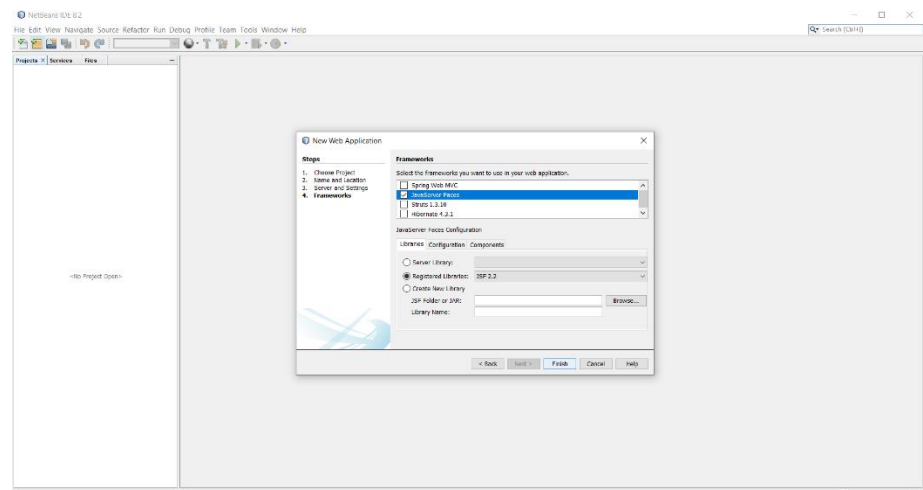 NetBeans IDE 8.2
File Edit View Navigate Source Refactor Run Debug Profile Team Tools Window Help
Search (Ctrl+I)
Projects × Services Files
<No Project Open>
New Web Application
Steps
1. Choose Project
2. Name and Location
3. Server and Settings
4. Frameworks
Frameworks
Select the frameworks you want to use in your web application.
Spring Web MVC
JavaServer Faces
Struts 1.3.10
Hibernate 4.3.1
JavaServer Faces Configuration
Libraries Configuration Components
Server Library:
Registered Libraries: JSF 2.2
Create New Library
JSF Folder or JAR:
Browse...
Library Name:
< Back Next > Finish Cancel Help